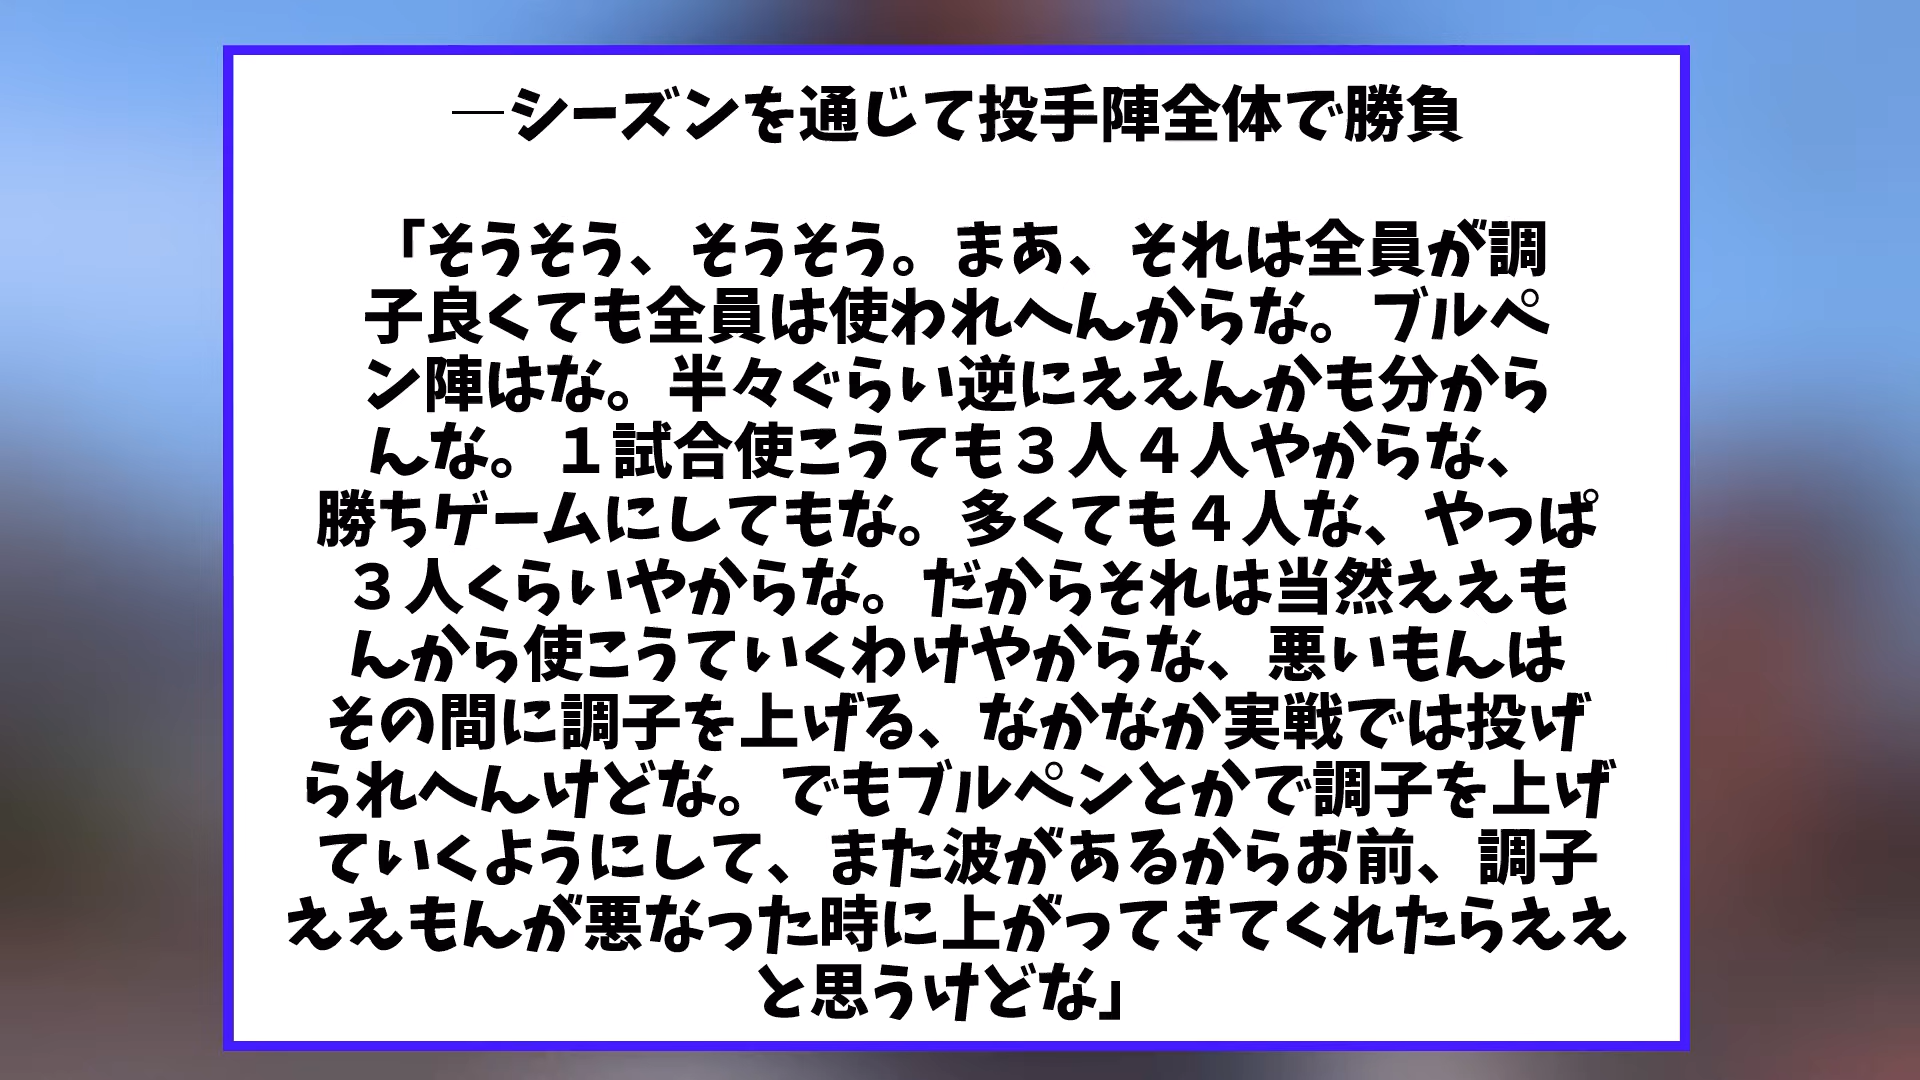 ―シーズンを通じて投手陣全体で勝負
「そうそう、そうそう。まあ、それは全員が調
子良くても全員は使われへんからな。ブルペ
ン陣はな。半々ぐらい逆にええんかも分から
んな。１試合使こうても３人４人やからな、
勝ちゲームにしてもな。多くても４人な、やっぱ
３人くらいやからな。だからそれは当然ええも
んから使こうていくわけやからな、悪いもんは
その間に調子を上げる、なかなか実戦では投げ
られへんけどな。でもブルペンとかで調子を上げ
ていくようにして、また波があるからお前、調子
ええもんが悪なった時に上がってきてくれたらええ
と思うけどな」